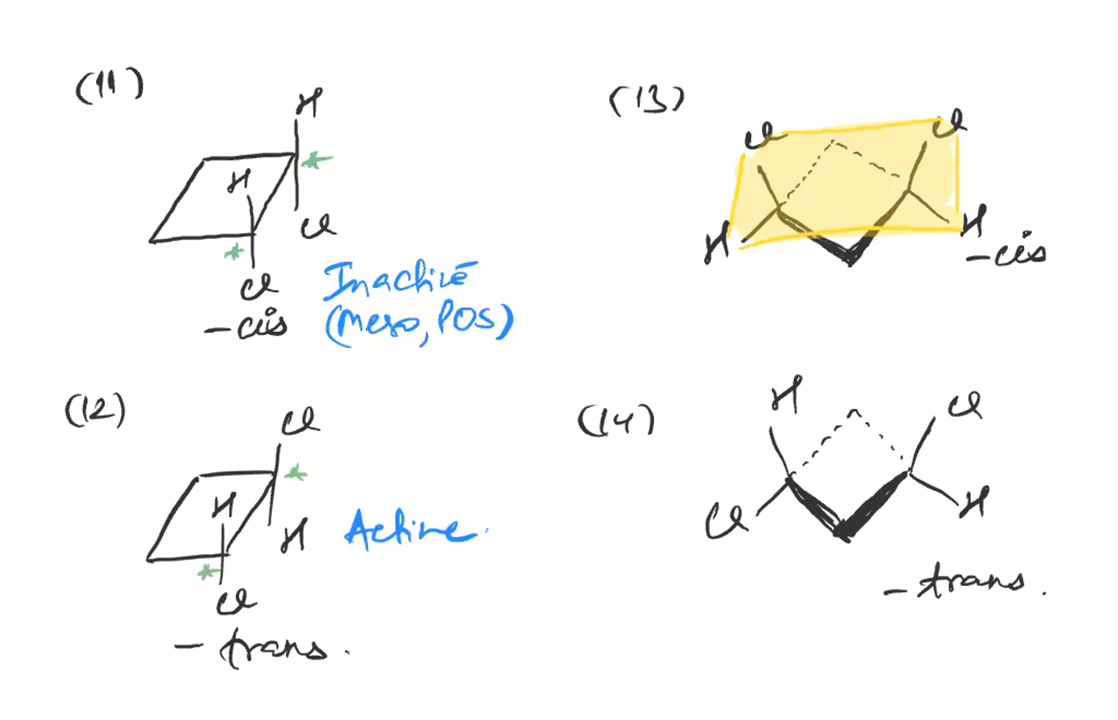 (11)
H
H
Cl
Cl
-cis
Inactive
(Meso, POS)
(12)
Cl
H
H
Cl
- trans.
Active.
(13)
Cl
Cl
H
H
-cis
(14)
H
Cl
Cl
H
- trans.